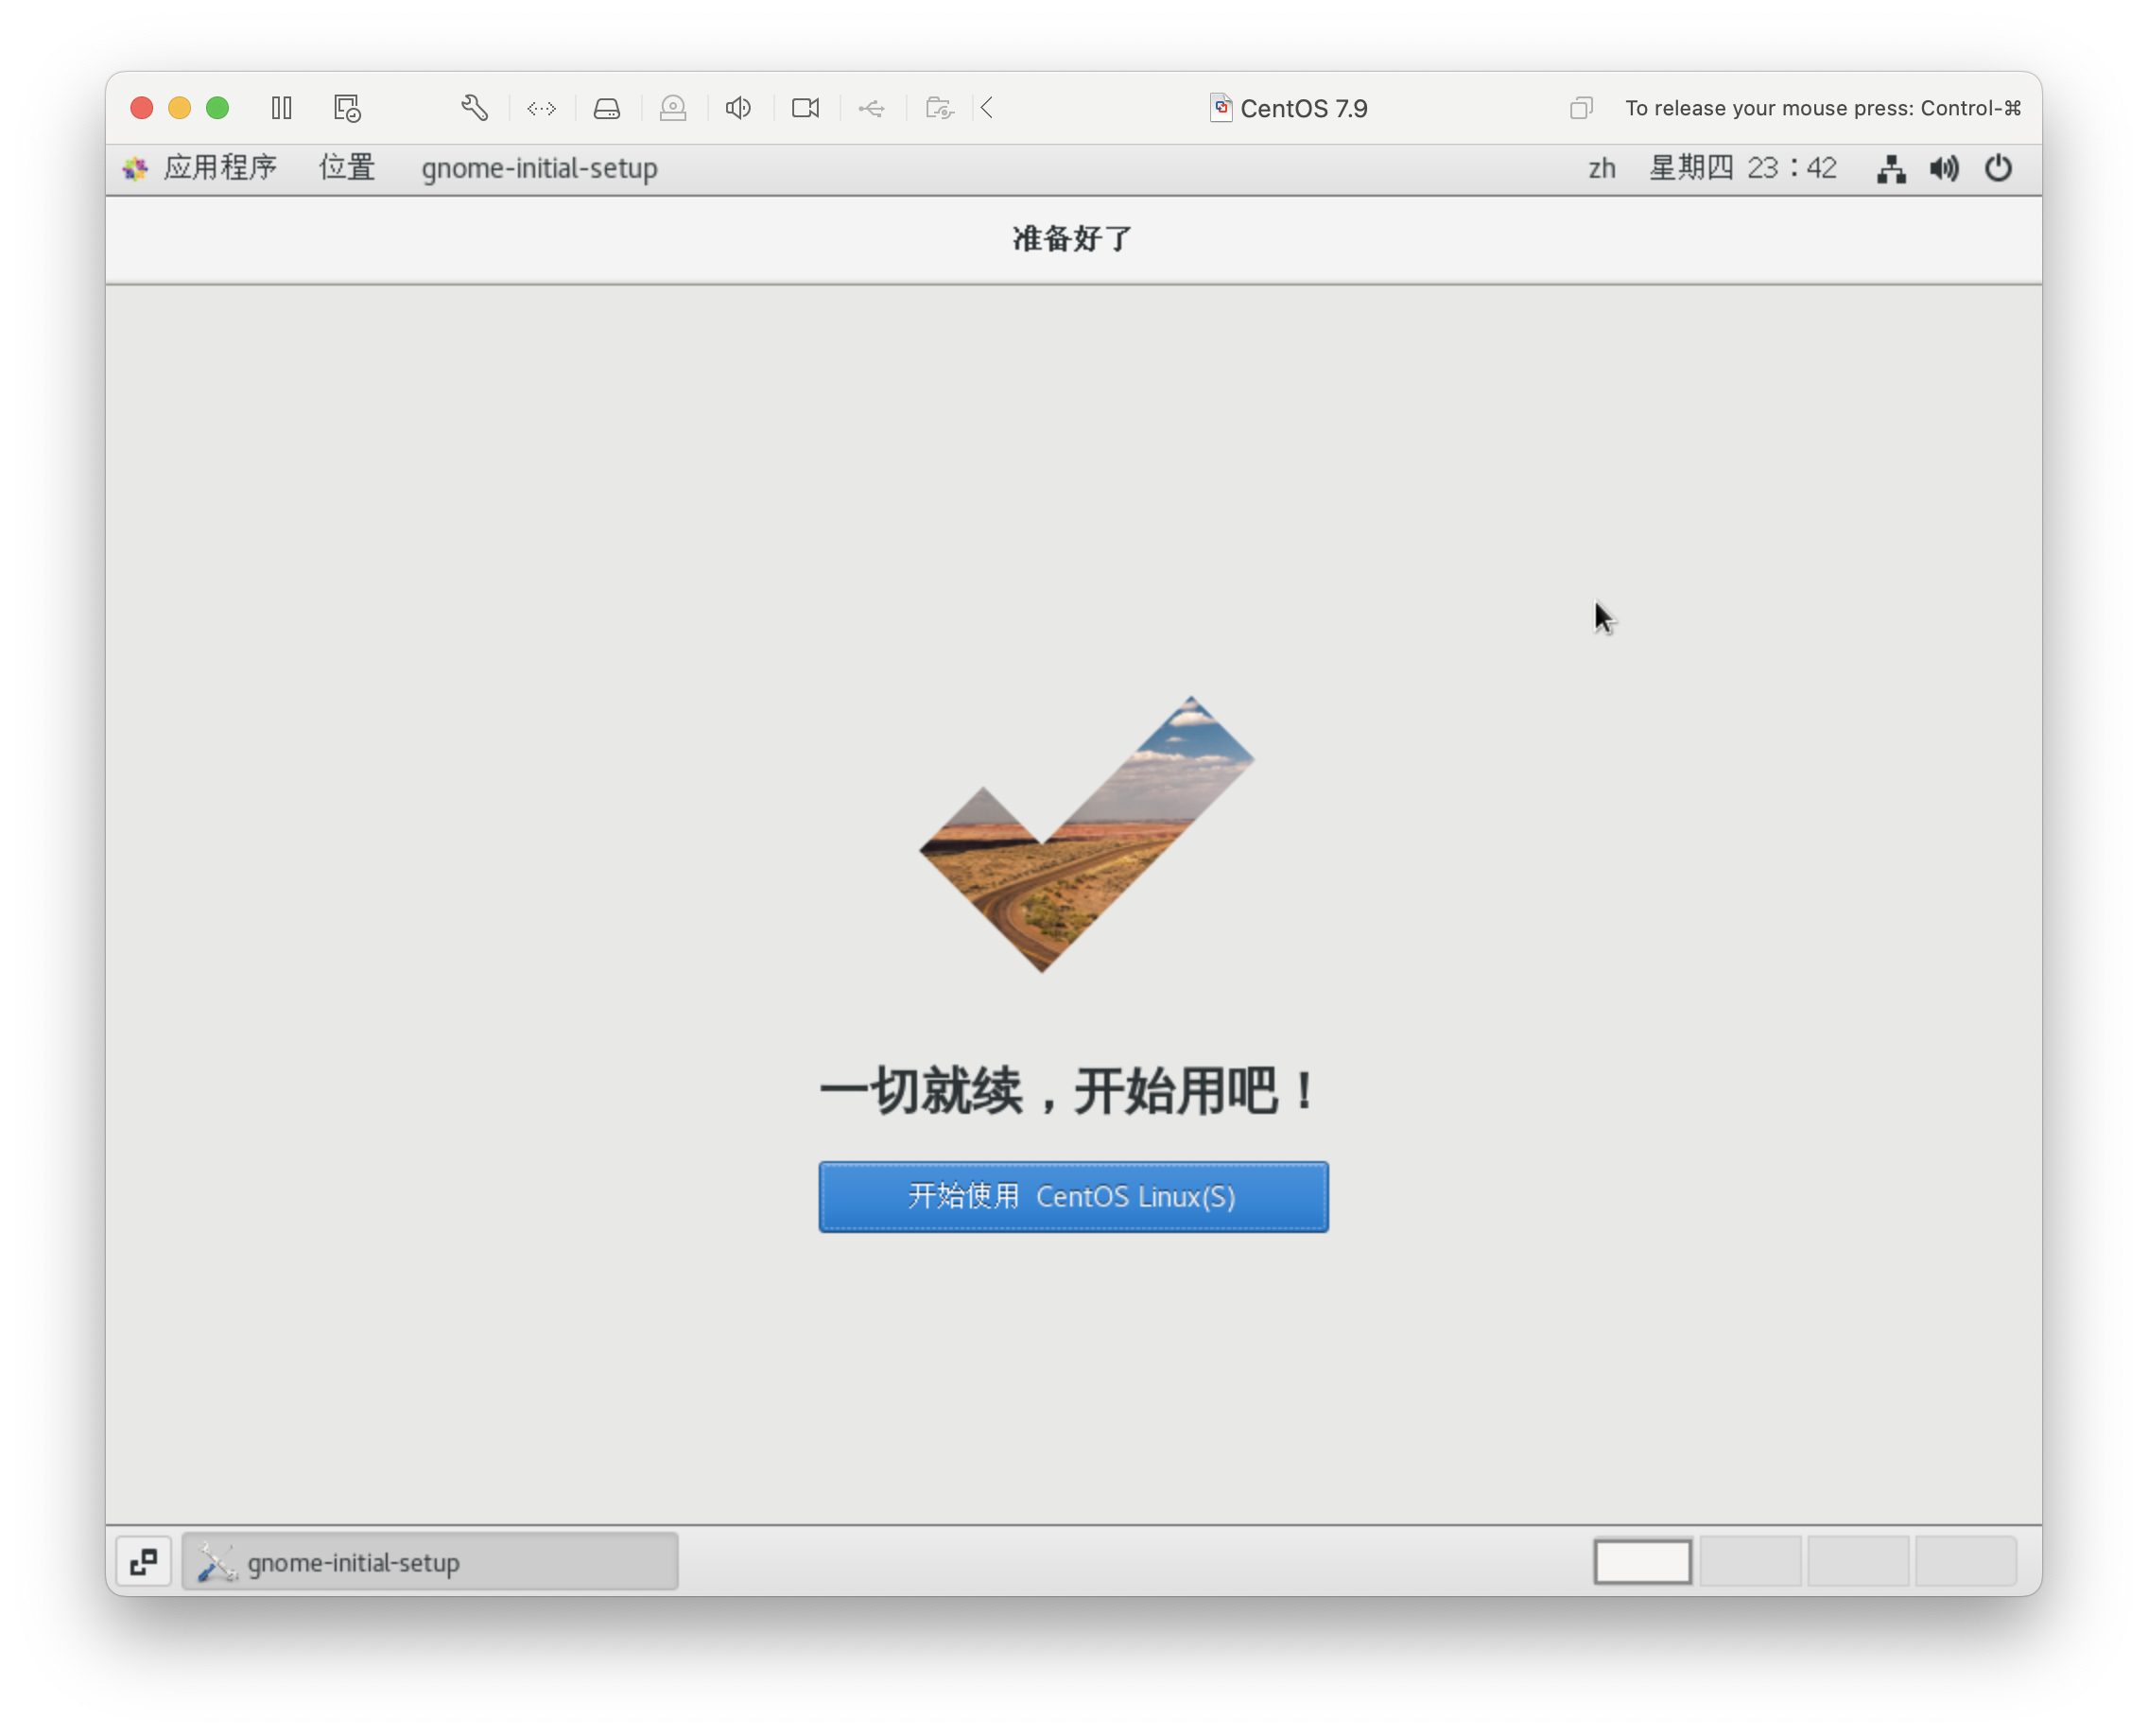 CentOS 7.9
To release your mouse press: Control-⌘
应用程序 位置 gnome-initial-setup
zh 星期四 23：42
准备好了
一切就续，开始用吧！
开始使用 CentOS Linux(S)
gnome-initial-setup